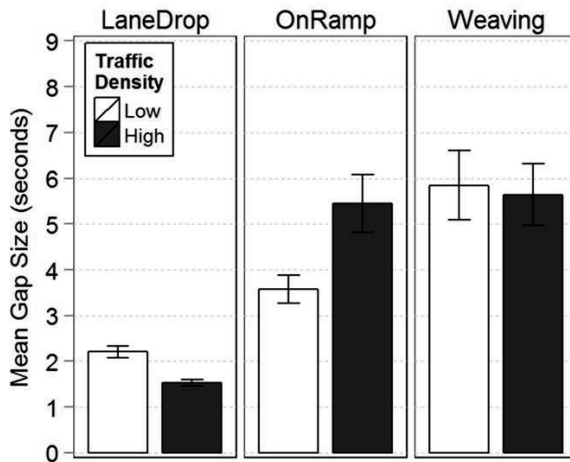 LaneDrop OnRamp Weaving
Mean Gap Size (seconds)
9
8
7
6
5
4
3
2
1
0
Traffic
Density
Low
High